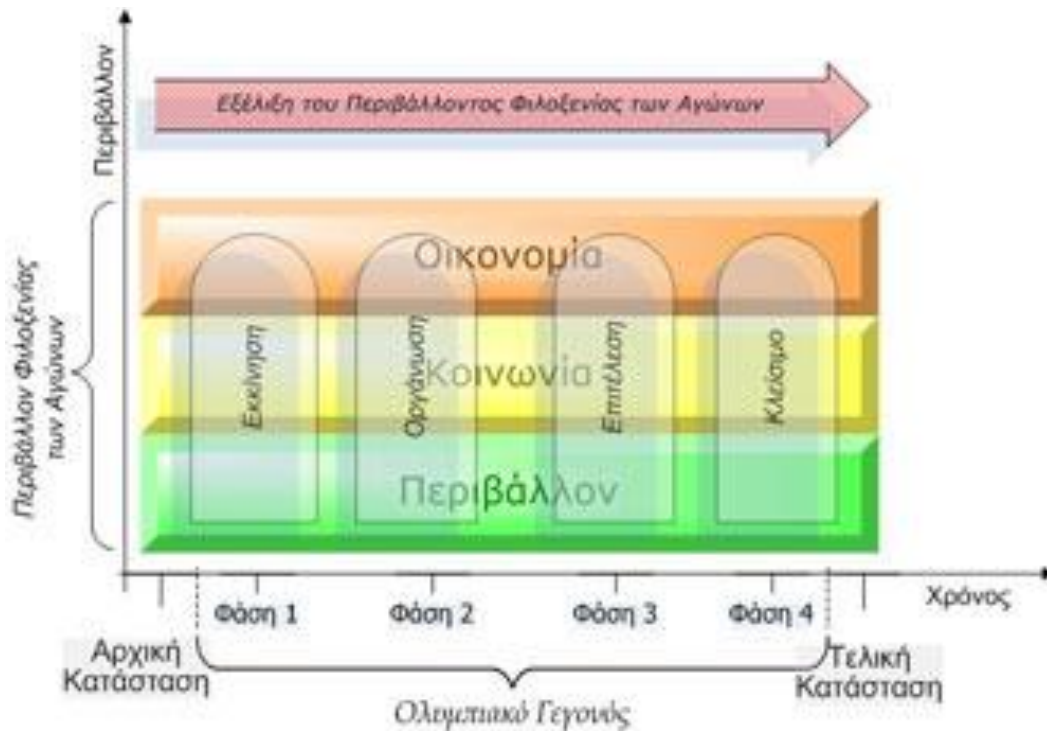 Περιβάλλον
Εξέλιξη του Περιβάλλοντος Φιλοξενίας των Αγώνων
Περιβάλλον Φιλοξενίας
των Αγώνων
Οικονομία
Κοινωνία
Περιβάλλον
Εκκίνηση
Οργάνωση
Επιτέλεση
Κλείσιμο
Φάση 1
Φάση 2
Φάση 3
Φάση 4
Χρόνος
Αρχική
Κατάσταση
Τελική
Κατάσταση
Ολυμπιακό Γεγονός